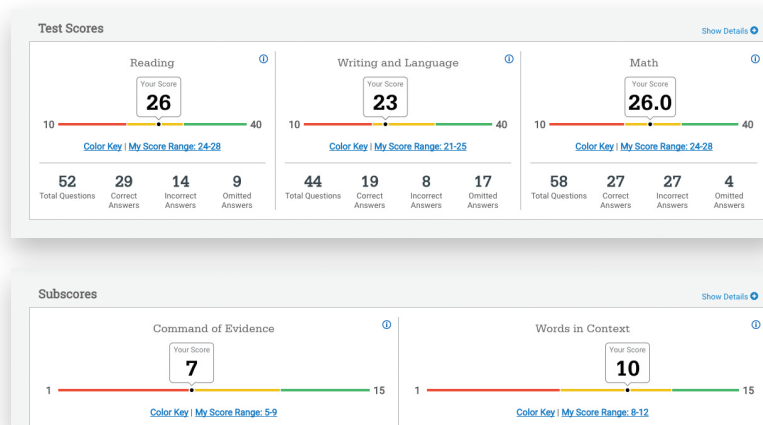 Test Scores
Show Details
Reading
Your Score
26
10
40
Color Key | My Score Range: 24-28
52
Total Questions
29
Correct
Answers
14
Incorrect
Answers
9
Omitted
Answers
Writing and Language
Your Score
23
10
40
Color Key | My Score Range: 21-25
44
Total Questions
19
Correct
Answers
8
Incorrect
Answers
17
Omitted
Answers
Math
Your Score
26.0
10
40
Color Key | My Score Range: 24-28
58
Total Questions
27
Correct
Answers
27
Incorrect
Answers
4
Omitted
Answers
Subscores
Show Details
Command of Evidence
Your Score
7
1
15
Color Key | My Score Range: 5-9
Words in Context
Your Score
10
1
15
Color Key | My Score Range: 8-12